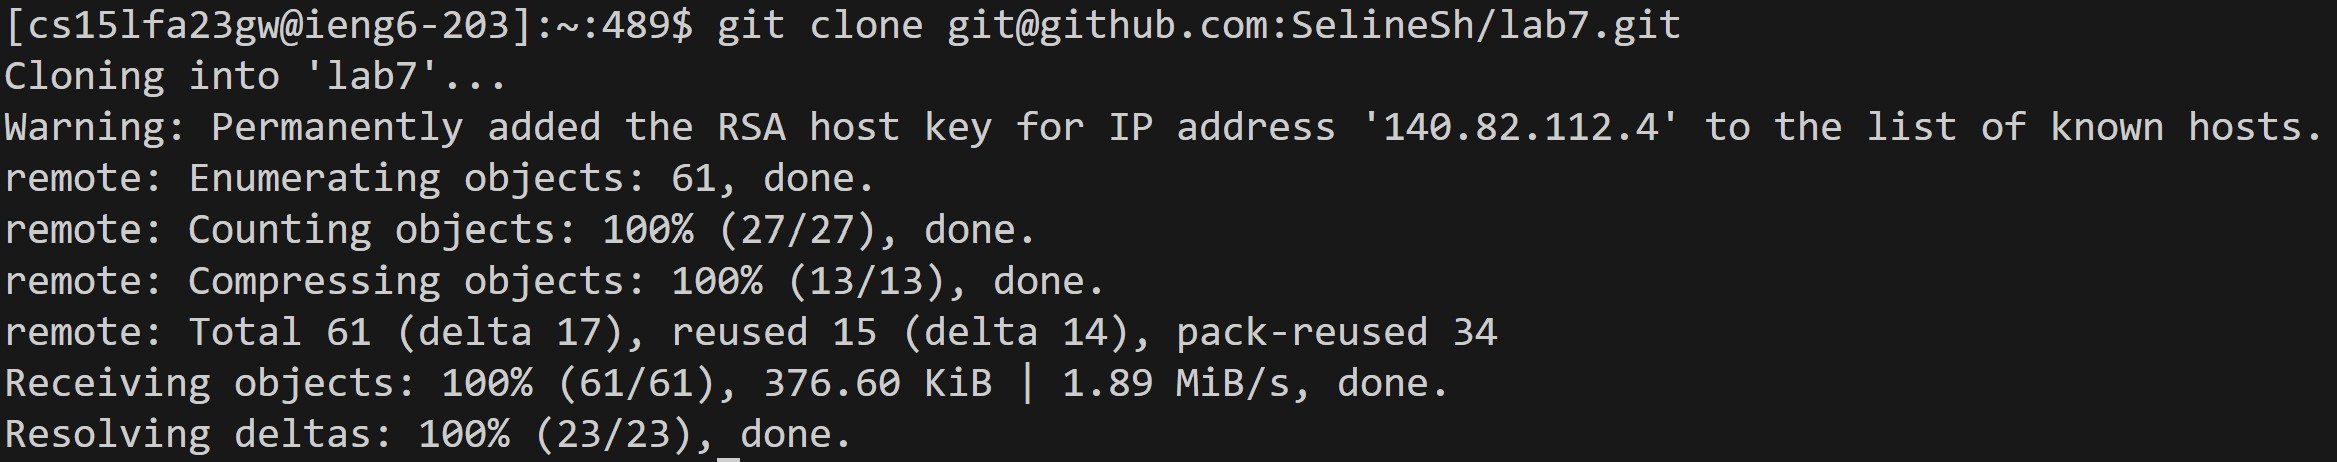 [cs15lfa23gw@ieng6-203]:~:489$ git clone git@github.com:SelineSh/lab7.git
Cloning into 'lab7'...
Warning: Permanently added the RSA host key for IP address '140.82.112.4' to the list of known hosts.
remote: Enumerating objects: 61, done.
remote: Counting objects: 100% (27/27), done.
remote: Compressing objects: 100% (13/13), done.
remote: Total 61 (delta 17), reused 15 (delta 14), pack-reused 34
Receiving objects: 100% (61/61), 376.60 KiB | 1.89 MiB/s, done.
Resolving deltas: 100% (23/23), done.